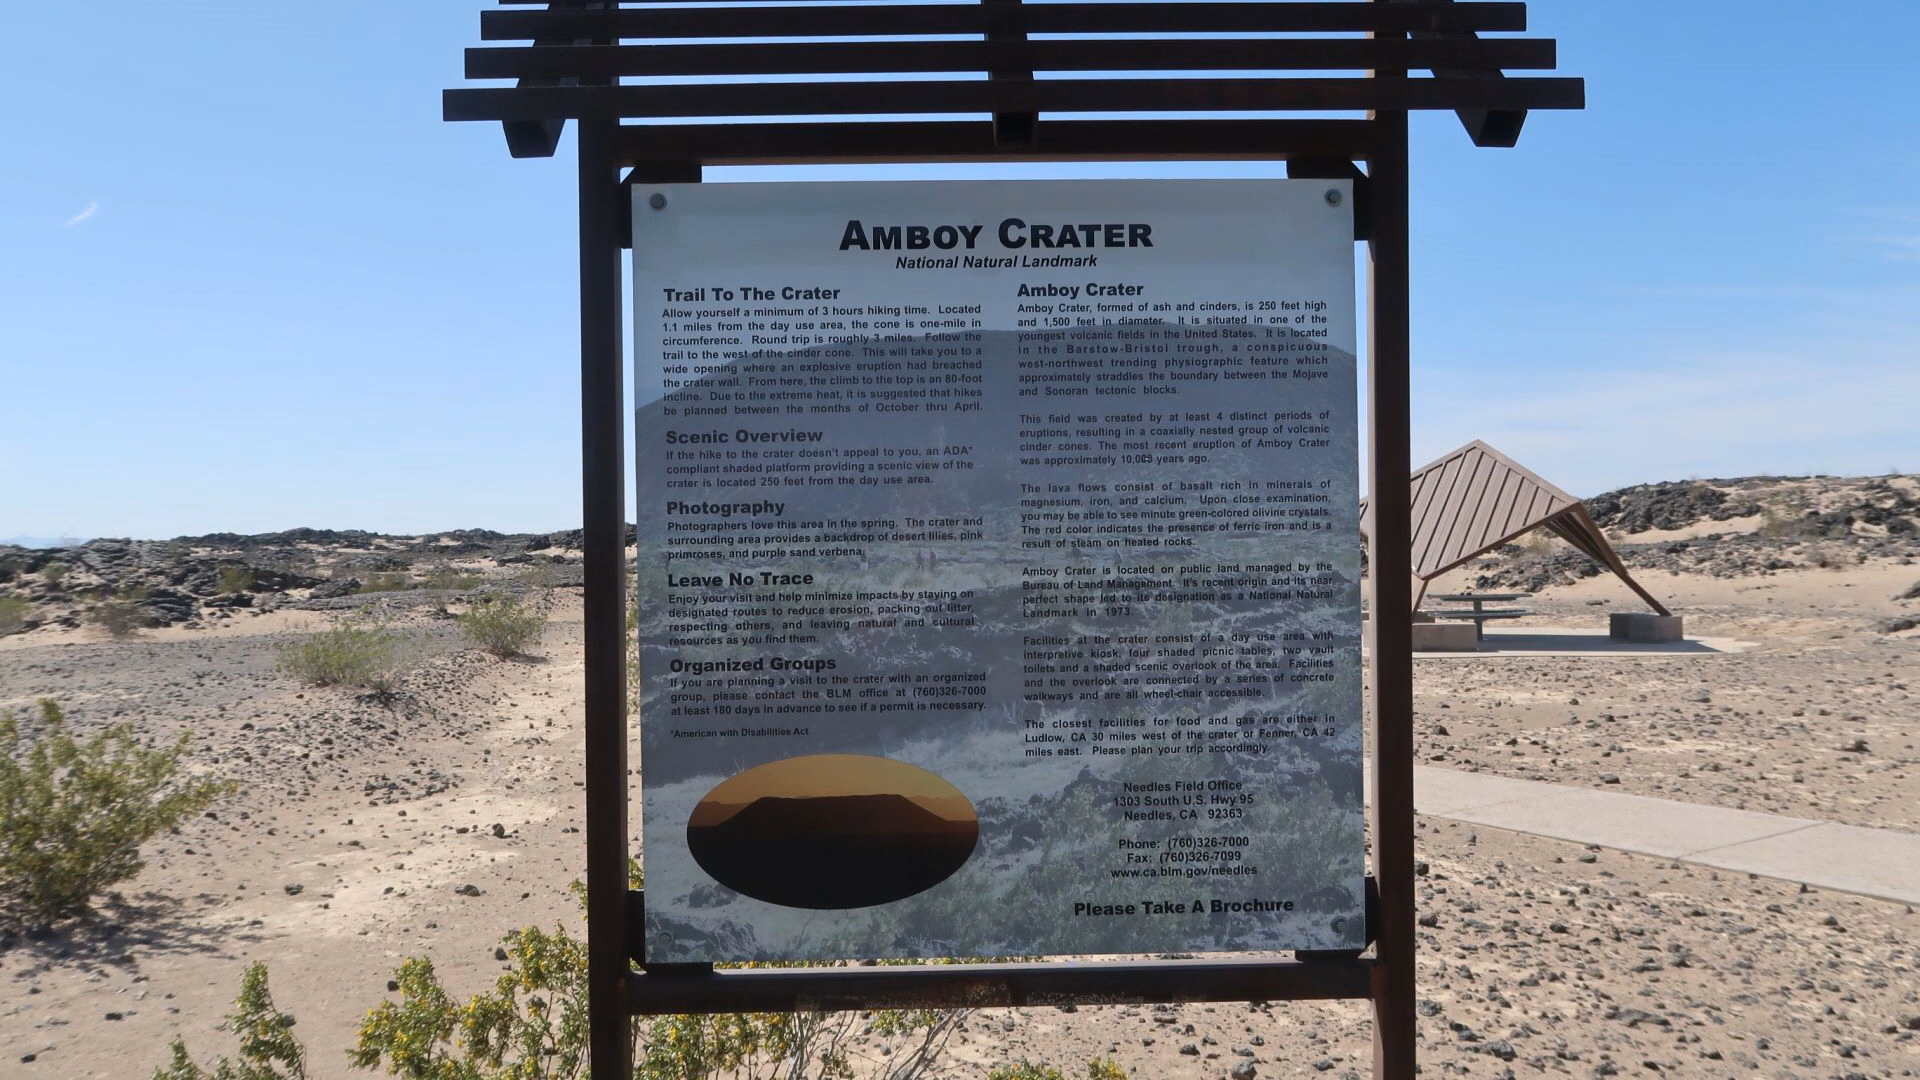 AMBOY CRATER
National Natural Landmark
Trail To The Crater
Allow yourself a minimum of 3 hours hiking time. Located
1.1 miles from the day use area, the cone is one-mile in
circumference. Round trip is roughly 3 miles. Follow the
trail to the west of the cinder cone. This will take you to a
wide opening where an explosive eruption had breached
the crater wall. From here, the climb to the top is an 80-foot
incline. Due to the extreme heat, it is suggested that hikes
be planned between the months of October thru April.
Scenic Overview
If the hike to the crater doesn't appeal to you, an ADA*
compliant shaded platform providing a scenic view of the
crater is located 250 feet from the day use area.
Photography
Photographers love this area in the spring. The crater and
surrounding area provides a backdrop of desert lilies, pink
primroses, and purple sand verbena.
Leave No Trace
Enjoy your visit and help minimize impacts by staying on
designated routes to reduce erosion, packing out litter,
respecting others, and leaving natural and cultural
resources as you find them.
Organized Groups
If you are planning a visit to the crater with an organized
group, please contact the BLM office at (760)326-7000
at least 180 days in advance to see if a permit is necessary.
*American with Disabilities Act
Amboy Crater
Amboy Crater, formed of ash and cinders, is 250 feet high
and 1,500 feet in diameter. It is situated in one of the
youngest volcanic fields in the United States. It is located
in the Barstow-Bristol trough, a conspicuous
west-northwest trending physiographic feature which
approximately straddles the boundary between the Mojave
and Sonoran tectonic blocks.
This field was created by at least 4 distinct periods of
eruptions, resulting in a coaxially nested group of volcanic
cinder cones. The most recent eruption of Amboy Crater
was approximately 10,000 years ago.
The lava flows consist of basalt rich in minerals of
magnesium, iron, and calcium. Upon close examination,
you may be able to see minute green-colored olivine crystals.
The red color indicates the presence of ferric iron and is a
result of steam on heated rocks.
Amboy Crater is located on public land managed by the
Bureau of Land Management. It's recent origin and its near
perfect shape led to its designation as a National Natural
Landmark in 1973.
Facilities at the crater consist of a day use area with
interpretive kiosk, four shaded picnic tables, two vault
toilets and a shaded scenic overlook of the area. Facilities
and the overlook are connected by a series of concrete
walkways and are all wheel-chair accessible.
The closest facilities for food and gas are either in
Ludlow, CA 30 miles west of the crater or Fenner, CA 42
miles east. Please plan your trip accordingly.
Needles Field Office
1303 South U.S. Hwy 95
Needles, CA 92363
Phone: (760)326-7000
Fax: (760)326-7099
www.ca.blm.gov/needles
Please Take A Brochure